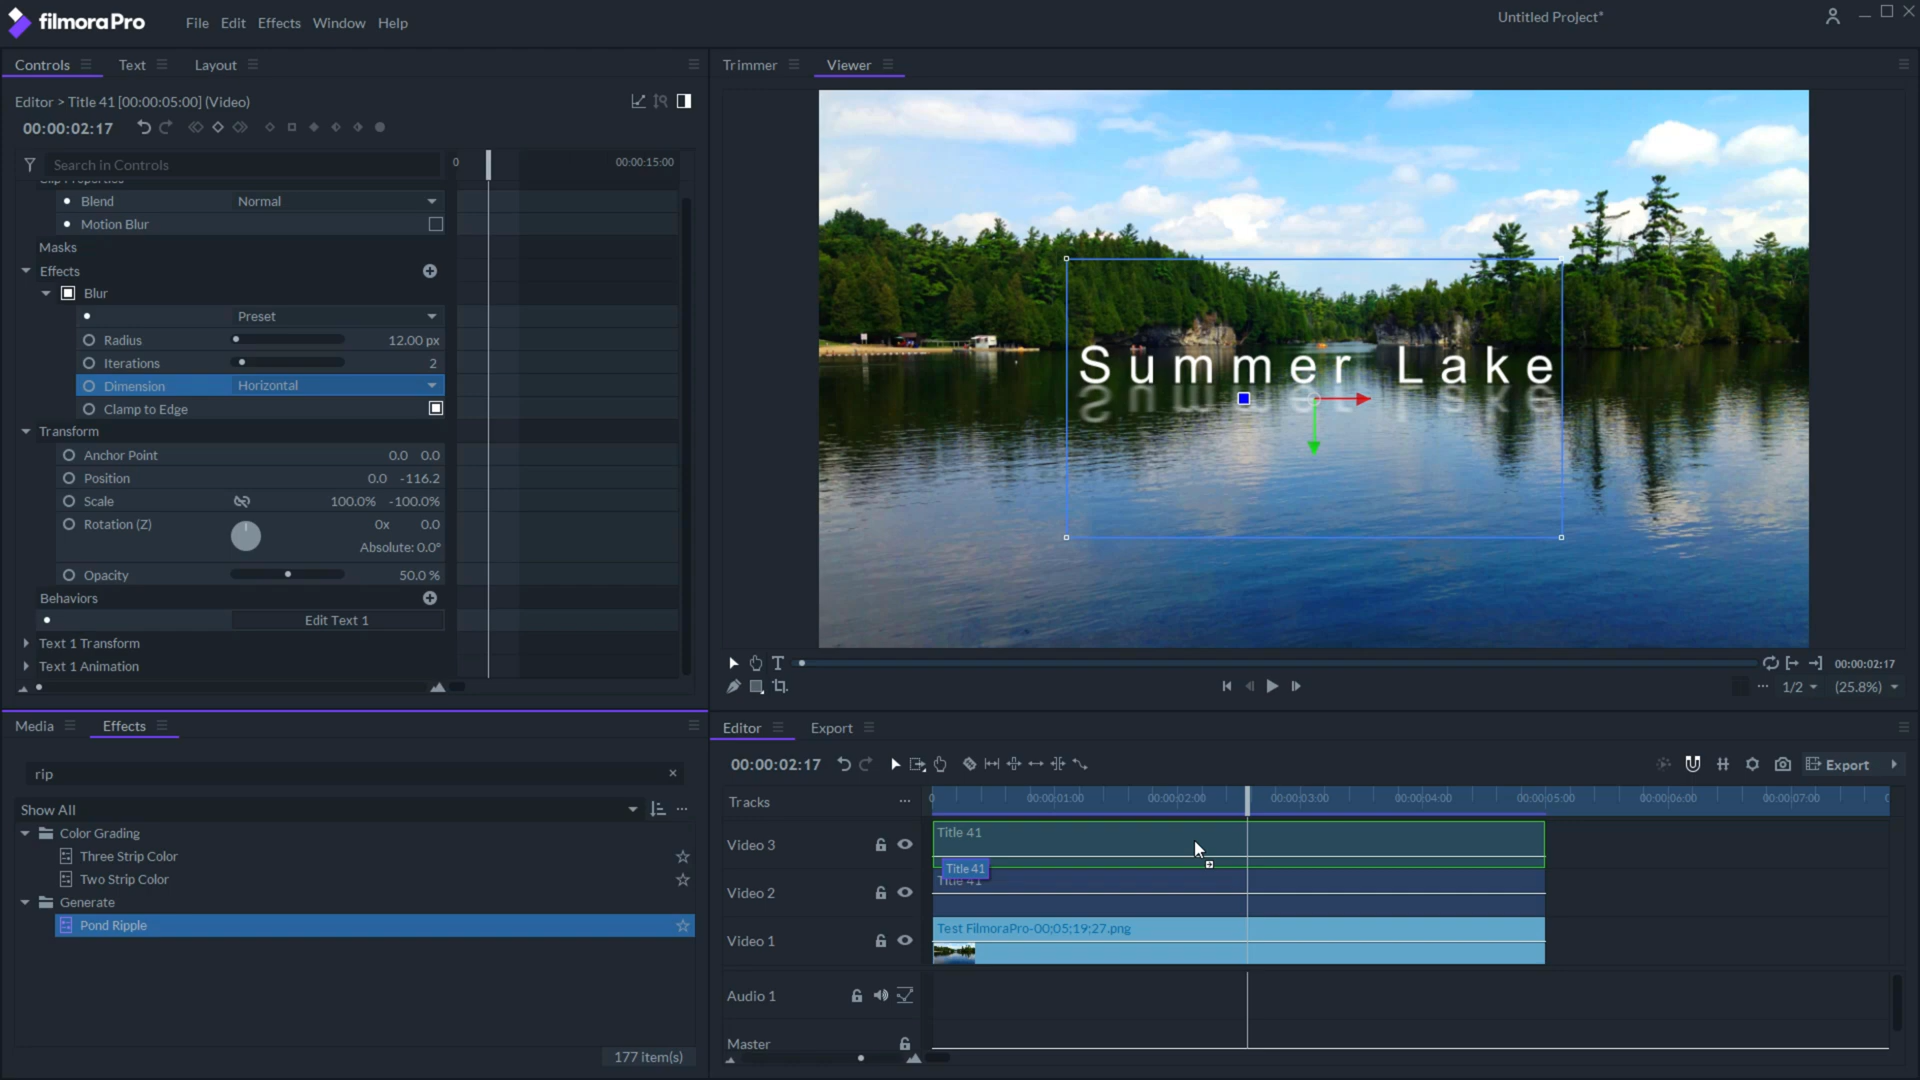 filmoraPro File Edit Effects Window Help Untitled Project*
Controls Text Layout
Trimmer Viewer
Editor > Title 41 [00:00:05:00] (Video)
00:00:02:17
Search in Controls 0 00:00:15:00
Clip Properties
Blend Normal
Motion Blur
Masks
Effects
Blur
Preset
Radius 12.00 px
Iterations 2
Dimension Horizontal
Clamp to Edge
Transform
Anchor Point 0.0 0.0
Position 0.0 -116.2
Scale 100.0% -100.0%
Rotation (Z) 0x 0.0
Absolute: 0.0°
Opacity 50.0 %
Behaviors
Edit Text 1
Text 1 Transform
Text 1 Animation
Summer Lake
00:00:02:17
1/2 (25.8%)
Media Effects
rip
Show All
Color Grading
Three Strip Color
Two Strip Color
Generate
Pond Ripple
177 item(s)
Editor Export
00:00:02:17 Export
Tracks 0 00:00:01:00 00:00:02:00 00:00:03:00 00:00:04:00 00:00:05:00 00:00:06:00 00:00:07:00
Video 3 Title 41
Title 41
Video 2 Title 41
Video 1 Test FilmoraPro-00;05;19;27.png
Audio 1
Master